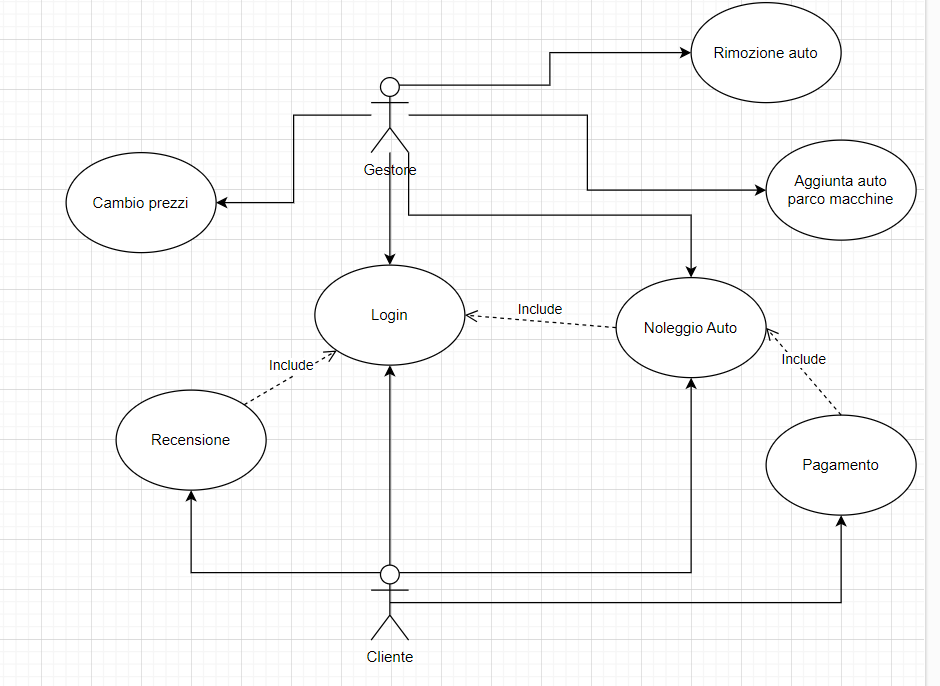 Rimozione auto
Gestore
Aggiunta auto
parco macchine
Cambio prezzi
Include
Login
Noleggio Auto
Include
Include
Recensione
Pagamento
Cliente